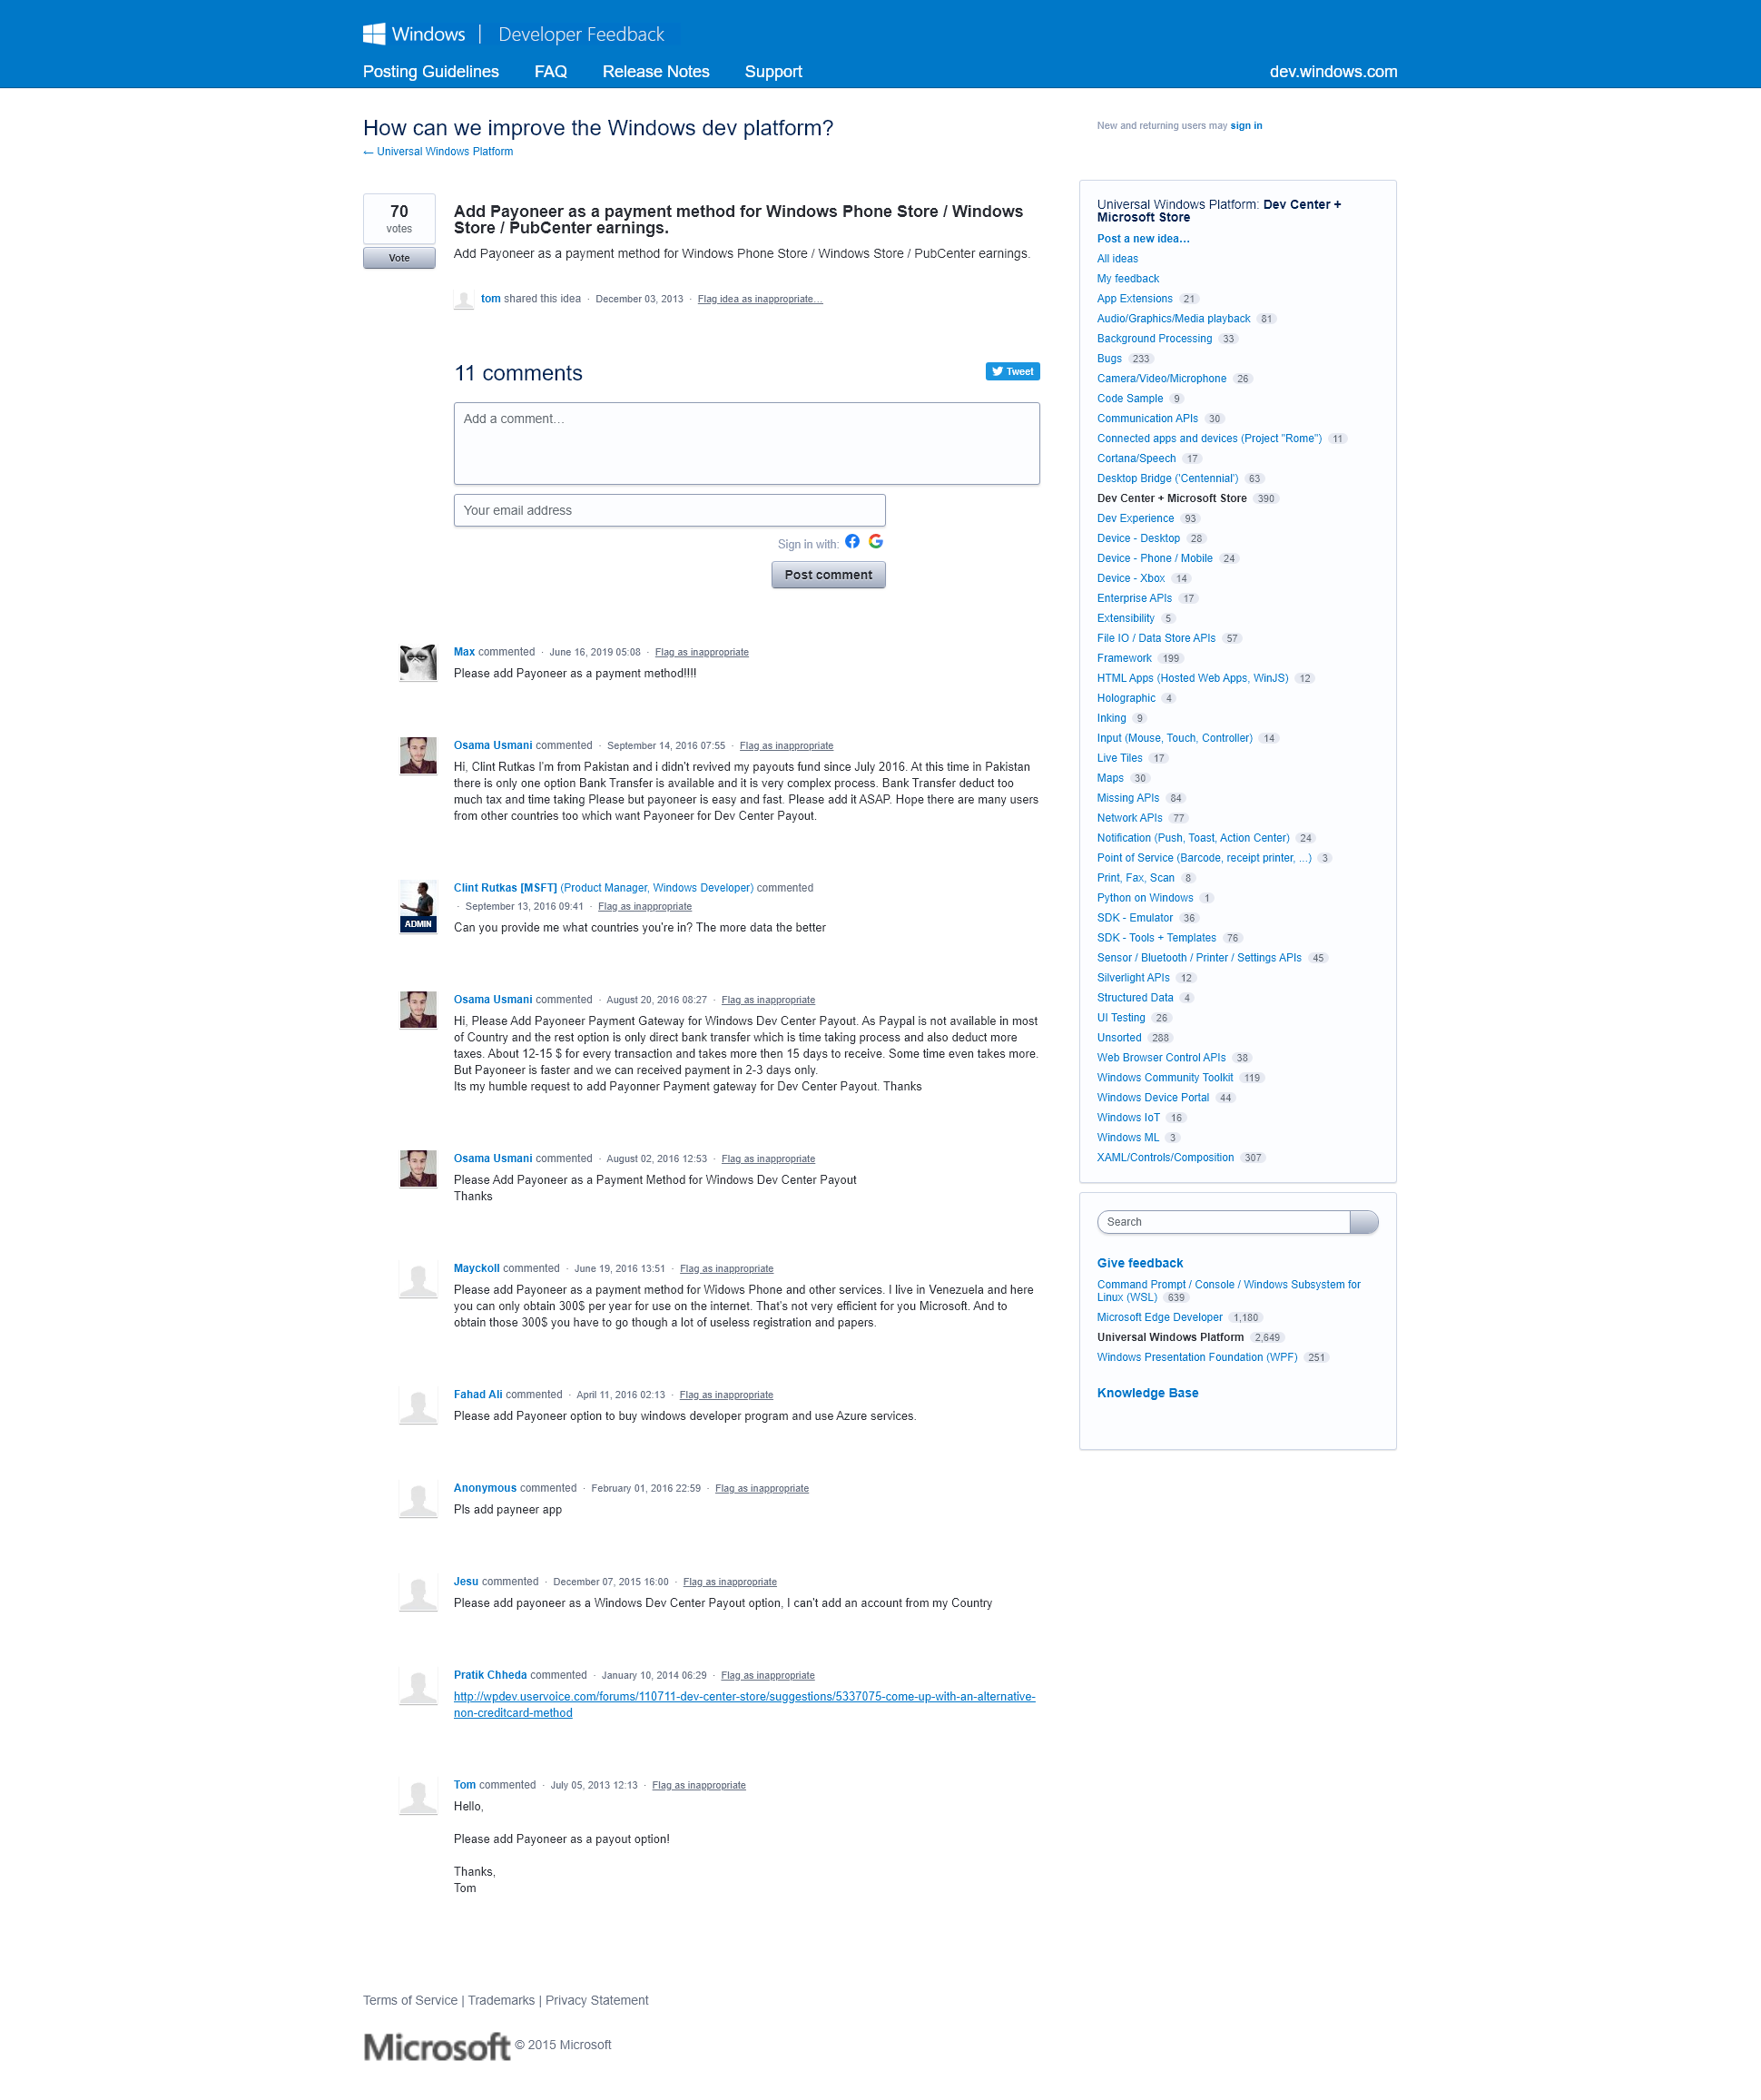 Windows | Developer Feedback
Posting Guidelines FAQ Release Notes Support dev.windows.com
How can we improve the Windows dev platform?
← Universal Windows Platform
New and returning users may sign in
70
votes
Vote
Add Payoneer as a payment method for Windows Phone Store / Windows
Store / PubCenter earnings.
Add Payoneer as a payment method for Windows Phone Store / Windows Store / PubCenter earnings.
tom shared this idea · December 03, 2013 · Flag idea as inappropriate…
11 comments
Tweet
Add a comment…
Your email address
Sign in with:
Post comment
Max commented · June 16, 2019 05:08 · Flag as inappropriate
Please add Payoneer as a payment method!!!!
Osama Usmani commented · September 14, 2016 07:55 · Flag as inappropriate
Hi, Clint Rutkas I'm from Pakistan and i didn't revived my payouts fund since July 2016. At this time in Pakistan
there is only one option Bank Transfer is available and it is very complex process. Bank Transfer deduct too
much tax and time taking Please but payoneer is easy and fast. Please add it ASAP. Hope there are many users
from other countries too which want Payoneer for Dev Center Payout.
Clint Rutkas [MSFT] (Product Manager, Windows Developer) commented
· September 13, 2016 09:41 · Flag as inappropriate
ADMIN
Can you provide me what countries you're in? The more data the better
Osama Usmani commented · August 20, 2016 08:27 · Flag as inappropriate
Hi, Please Add Payoneer Payment Gateway for Windows Dev Center Payout. As Paypal is not available in most
of Country and the rest option is only direct bank transfer which is time taking process and also deduct more
taxes. About 12-15 $ for every transaction and takes more then 15 days to receive. Some time even takes more.
But Payoneer is faster and we can received payment in 2-3 days only.
Its my humble request to add Payonner Payment gateway for Dev Center Payout. Thanks
Osama Usmani commented · August 02, 2016 12:53 · Flag as inappropriate
Please Add Payoneer as a Payment Method for Windows Dev Center Payout
Thanks
Mayckoll commented · June 19, 2016 13:51 · Flag as inappropriate
Please add Payoneer as a payment method for Widows Phone and other services. I live in Venezuela and here
you can only obtain 300$ per year for use on the internet. That's not very efficient for you Microsoft. And to
obtain those 300$ you have to go though a lot of useless registration and papers.
Fahad Ali commented · April 11, 2016 02:13 · Flag as inappropriate
Please add Payoneer option to buy windows developer program and use Azure services.
Anonymous commented · February 01, 2016 22:59 · Flag as inappropriate
Pls add payneer app
Jesu commented · December 07, 2015 16:00 · Flag as inappropriate
Please add payoneer as a Windows Dev Center Payout option, I can't add an account from my Country
Pratik Chheda commented · January 10, 2014 06:29 · Flag as inappropriate
http://wpdev.uservoice.com/forums/110711-dev-center-store/suggestions/5337075-come-up-with-an-alternative-
non-creditcard-method
Tom commented · July 05, 2013 12:13 · Flag as inappropriate
Hello,
Please add Payoneer as a payout option!
Thanks,
Tom
Universal Windows Platform: Dev Center +
Microsoft Store
Post a new idea…
All ideas
My feedback
App Extensions 21
Audio/Graphics/Media playback 81
Background Processing 33
Bugs 233
Camera/Video/Microphone 26
Code Sample 9
Communication APIs 30
Connected apps and devices (Project "Rome") 11
Cortana/Speech 17
Desktop Bridge ('Centennial') 63
Dev Center + Microsoft Store 390
Dev Experience 93
Device - Desktop 28
Device - Phone / Mobile 24
Device - Xbox 14
Enterprise APIs 17
Extensibility 5
File IO / Data Store APIs 57
Framework 199
HTML Apps (Hosted Web Apps, WinJS) 12
Holographic 4
Inking 9
Input (Mouse, Touch, Controller) 14
Live Tiles 17
Maps 30
Missing APIs 84
Network APIs 77
Notification (Push, Toast, Action Center) 24
Point of Service (Barcode, receipt printer, ...) 3
Print, Fax, Scan 8
Python on Windows 1
SDK - Emulator 36
SDK - Tools + Templates 76
Sensor / Bluetooth / Printer / Settings APIs 45
Silverlight APIs 12
Structured Data 4
UI Testing 26
Unsorted 288
Web Browser Control APIs 38
Windows Community Toolkit 119
Windows Device Portal 44
Windows IoT 16
Windows ML 3
XAML/Controls/Composition 307
Search
Give feedback
Command Prompt / Console / Windows Subsystem for
Linux (WSL) 639
Microsoft Edge Developer 1,180
Universal Windows Platform 2,649
Windows Presentation Foundation (WPF) 251
Knowledge Base
Terms of Service | Trademarks | Privacy Statement
Microsoft © 2015 Microsoft